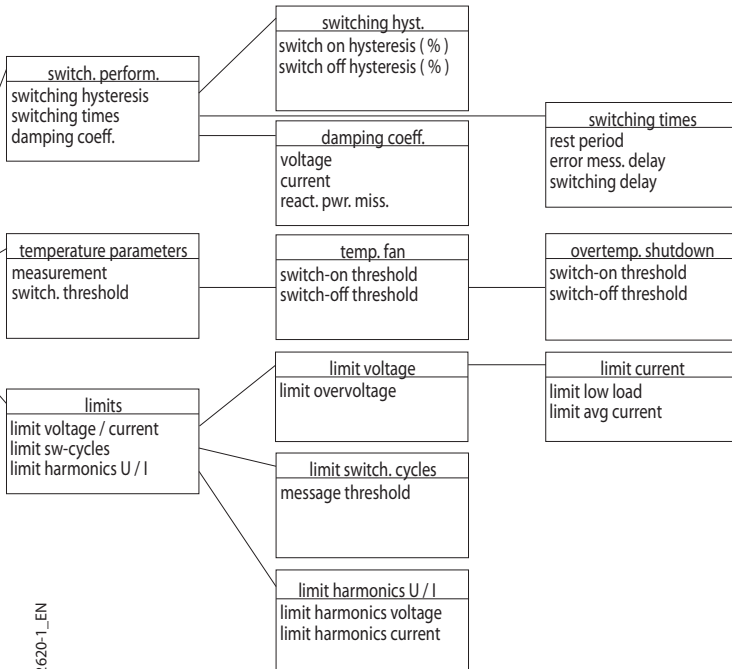 switching hyst.
switch on hysteresis ( % )
switch off hysteresis ( % )
switch. perform.
switching hysteresis
switching times
damping coeff.
damping coeff.
voltage
current
react. pwr. miss.
switching times
rest period
error mess. delay
switching delay
temperature parameters
measurement
switch. threshold
temp. fan
switch-on threshold
switch-off threshold
overtemp. shutdown
switch-on threshold
switch-off threshold
limits
limit voltage / current
limit sw-cycles
limit harmonics U / I
limit voltage
limit overvoltage
limit current
limit low load
limit avg current
limit switch. cycles
message threshold
limit harmonics U / I
limit harmonics voltage
limit harmonics current
2620-1_EN